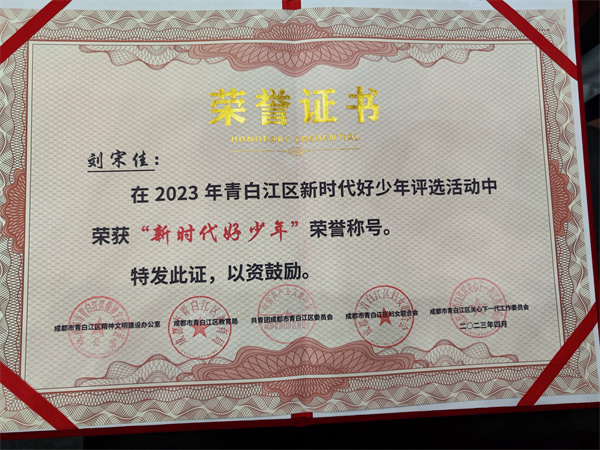 荣誉证书
HONORARY CREDENTIAL
刘宋佳：
在 2023 年青白江区新时代好少年评选活动中
荣获“新时代好少年”荣誉称号。
特发此证，以资鼓励。
成都市青白江区精神文明建设办公室 成都市青白江区教育局 共青团成都市青白江区委员会 成都市青白江区妇女联合会 成都市青白江区关心下一代工作委员会
二〇二三年四月